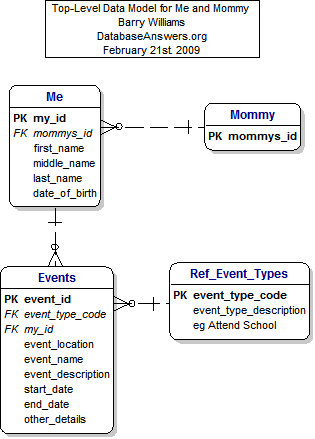 Top-Level Data Model for Me and Mommy
Barry Williams
DatabaseAnswers.org
February 21st. 2009
Me
PK my_id
FK mommys_id
first_name
middle_name
last_name
date_of_birth
Mommy
PK mommys_id
Events
PK event_id
FK event_type_code
FK my_id
event_location
event_name
event_description
start_date
end_date
other_details
Ref_Event_Types
PK event_type_code
event_type_description
eg Attend School